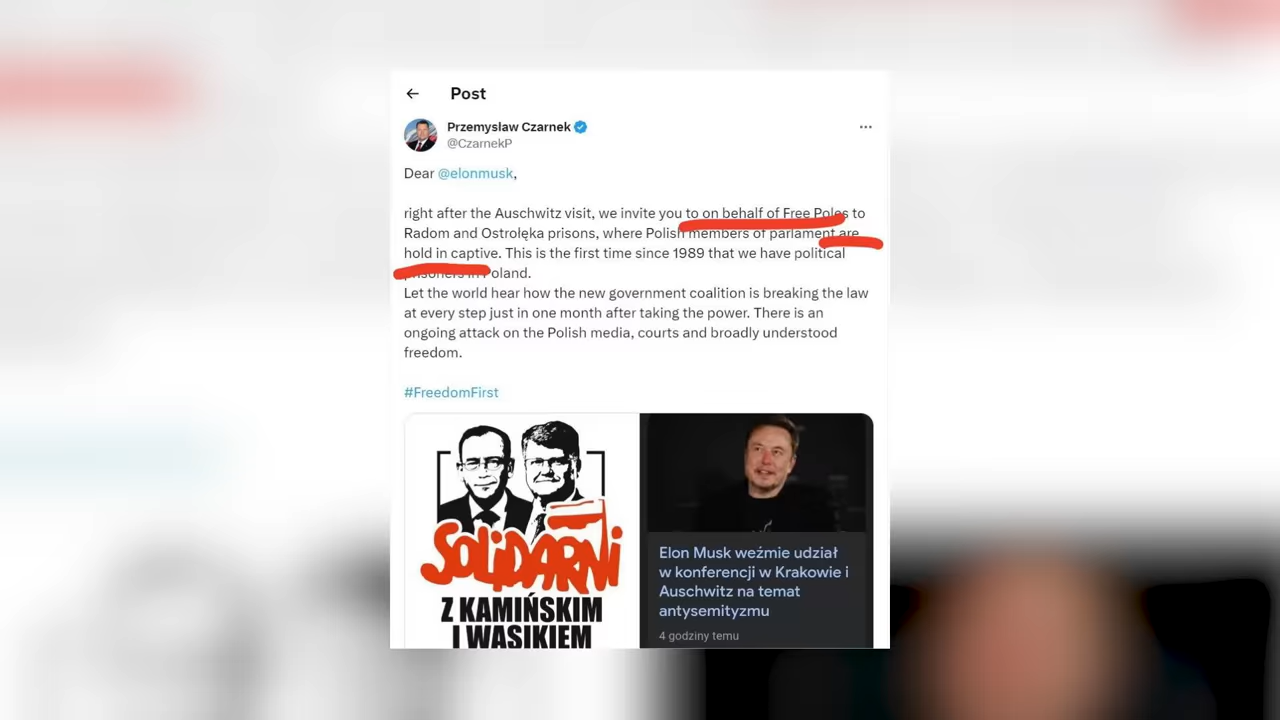 Post
Przemyslaw Czarnek
@CzarnekP
Dear @elonmusk,
right after the Auschwitz visit, we invite you to on behalf of Free Poles to
Radom and Ostrolęka prisons, where Polish members of parlament are
hold in captive. This is the first time since 1989 that we have political
prisoners in Poland.
Let the world hear how the new government coalition is breaking the law
at every step just in one month after taking the power. There is an
ongoing attack on the Polish media, courts and broadly understood
freedom.
#FreedomFirst
SOLIDARNI
Z KAMIŃSKIM
I WĄSIKIEM
Elon Musk weźmie udział
w konferencji w Krakowie i
Auschwitz na temat
antysemityzmu
4 godziny temu